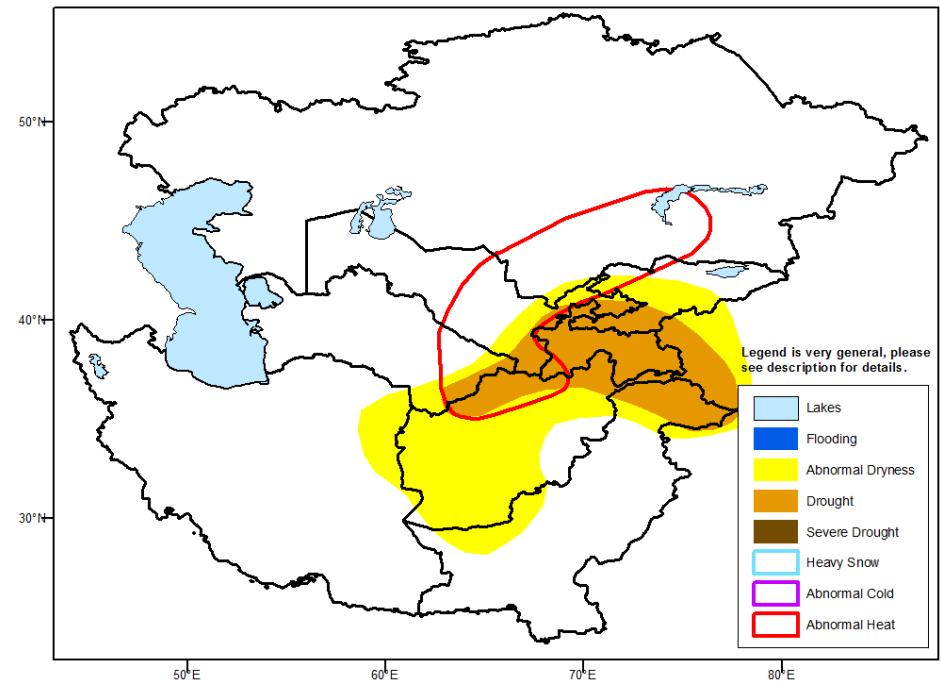 50°N
40°N
30°N
Legend is very general, please
see description for details.
Lakes
Flooding
Abnormal Dryness
Drought
Severe Drought
Heavy Snow
Abnormal Cold
Abnormal Heat
50°E
60°E
70°E
80°E